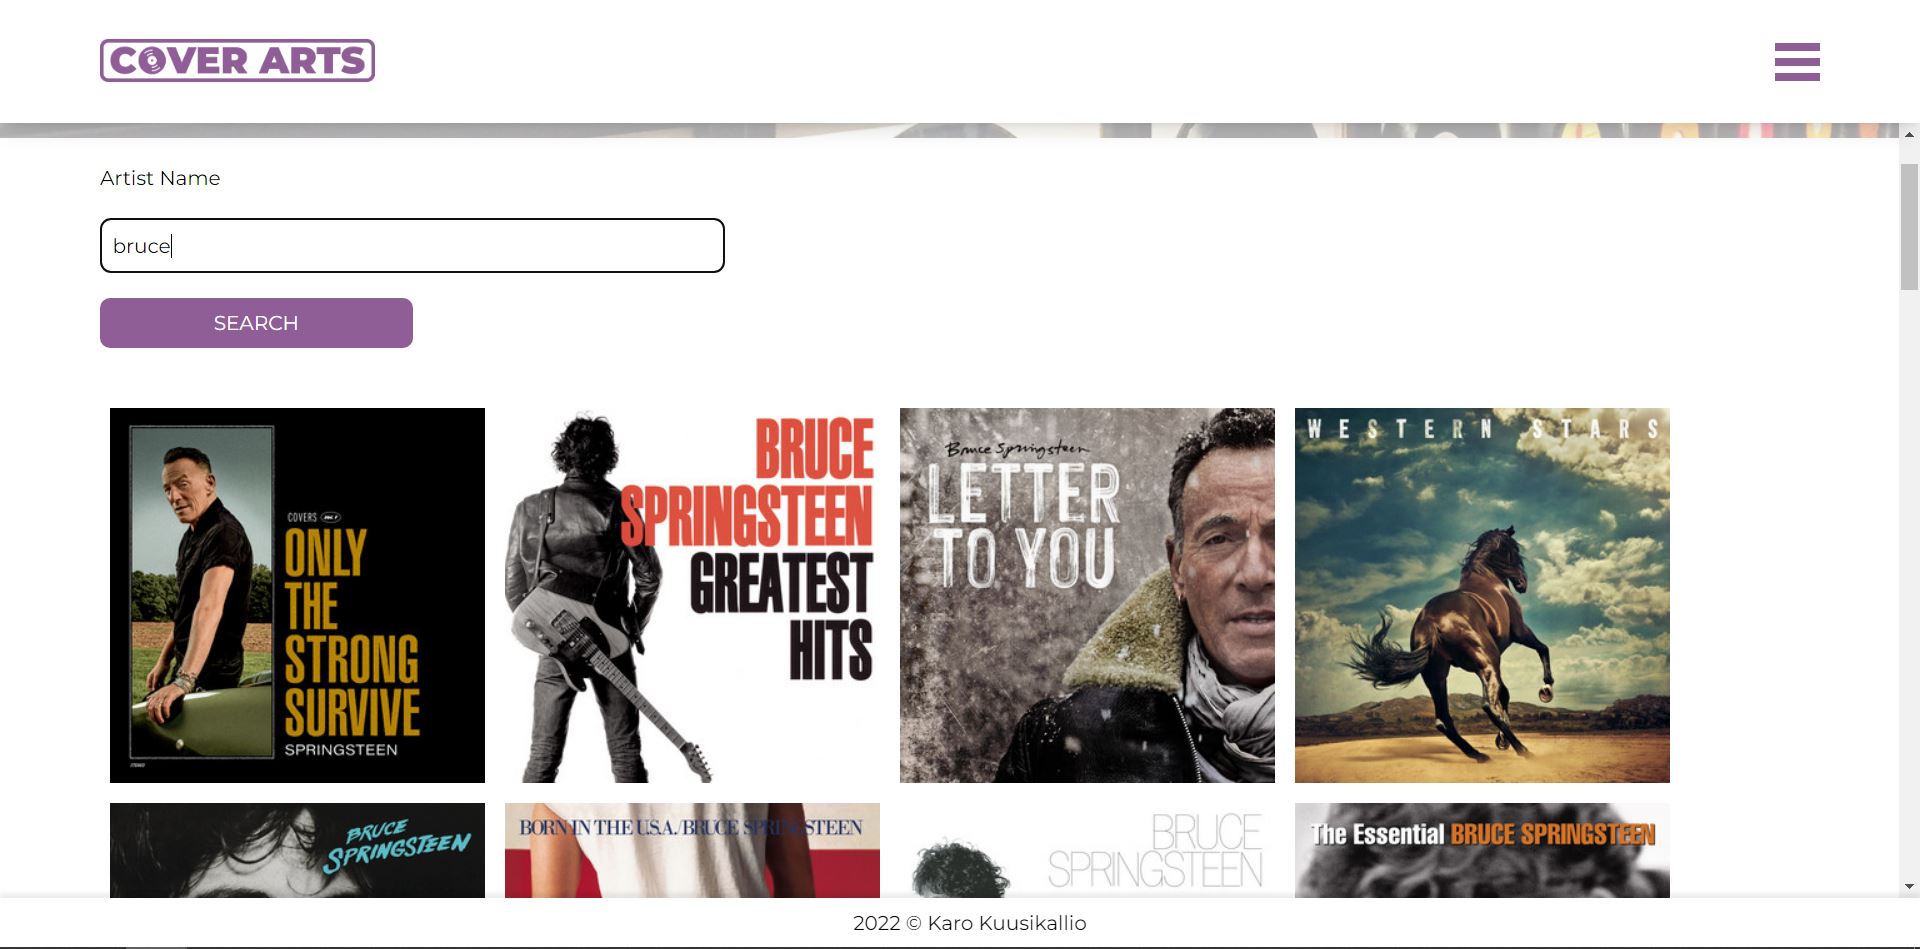 COVER ARTS
Artist Name
bruce
SEARCH
COVERS
ONLY
THE
STRONG
SURVIVE
SPRINGSTEEN
BRUCE
SPRINGSTEEN
GREATEST
HITS
Bruce Springsteen
LETTER
TO YOU
WESTERN STARS
BRUCE
SPRINGSTEEN
BORN IN THE U.S.A./BRUCE SPRINGSTEEN
BRUCE
SPRINGSTEEN
The Essential BRUCE SPRINGSTEEN
2022 © Karo Kuusikallio